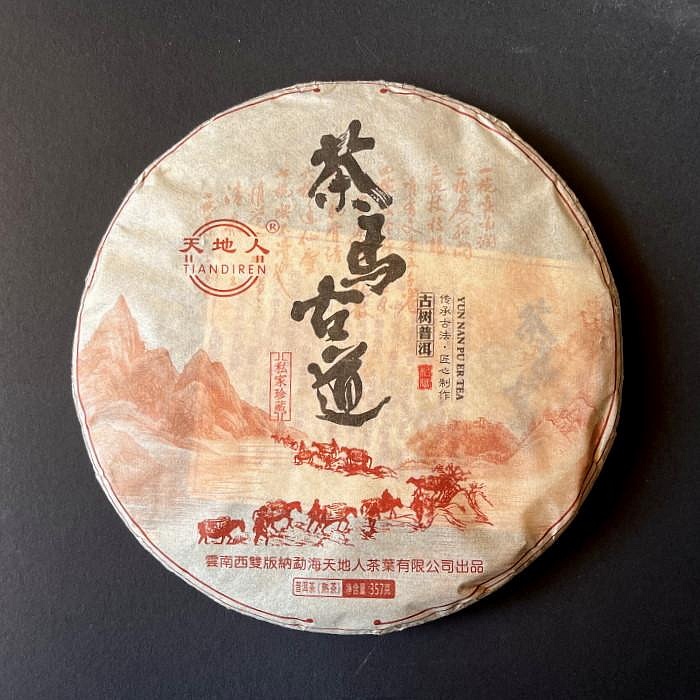 茶马古道
天地人®
TIANDIREN
古树普洱
传承古法·匠心制作
YUN NAN PU ER TEA
私家珍藏
雲南西雙版納勐海天地人茶葉有限公司出品
普洱茶(熟茶) 净含量:357克